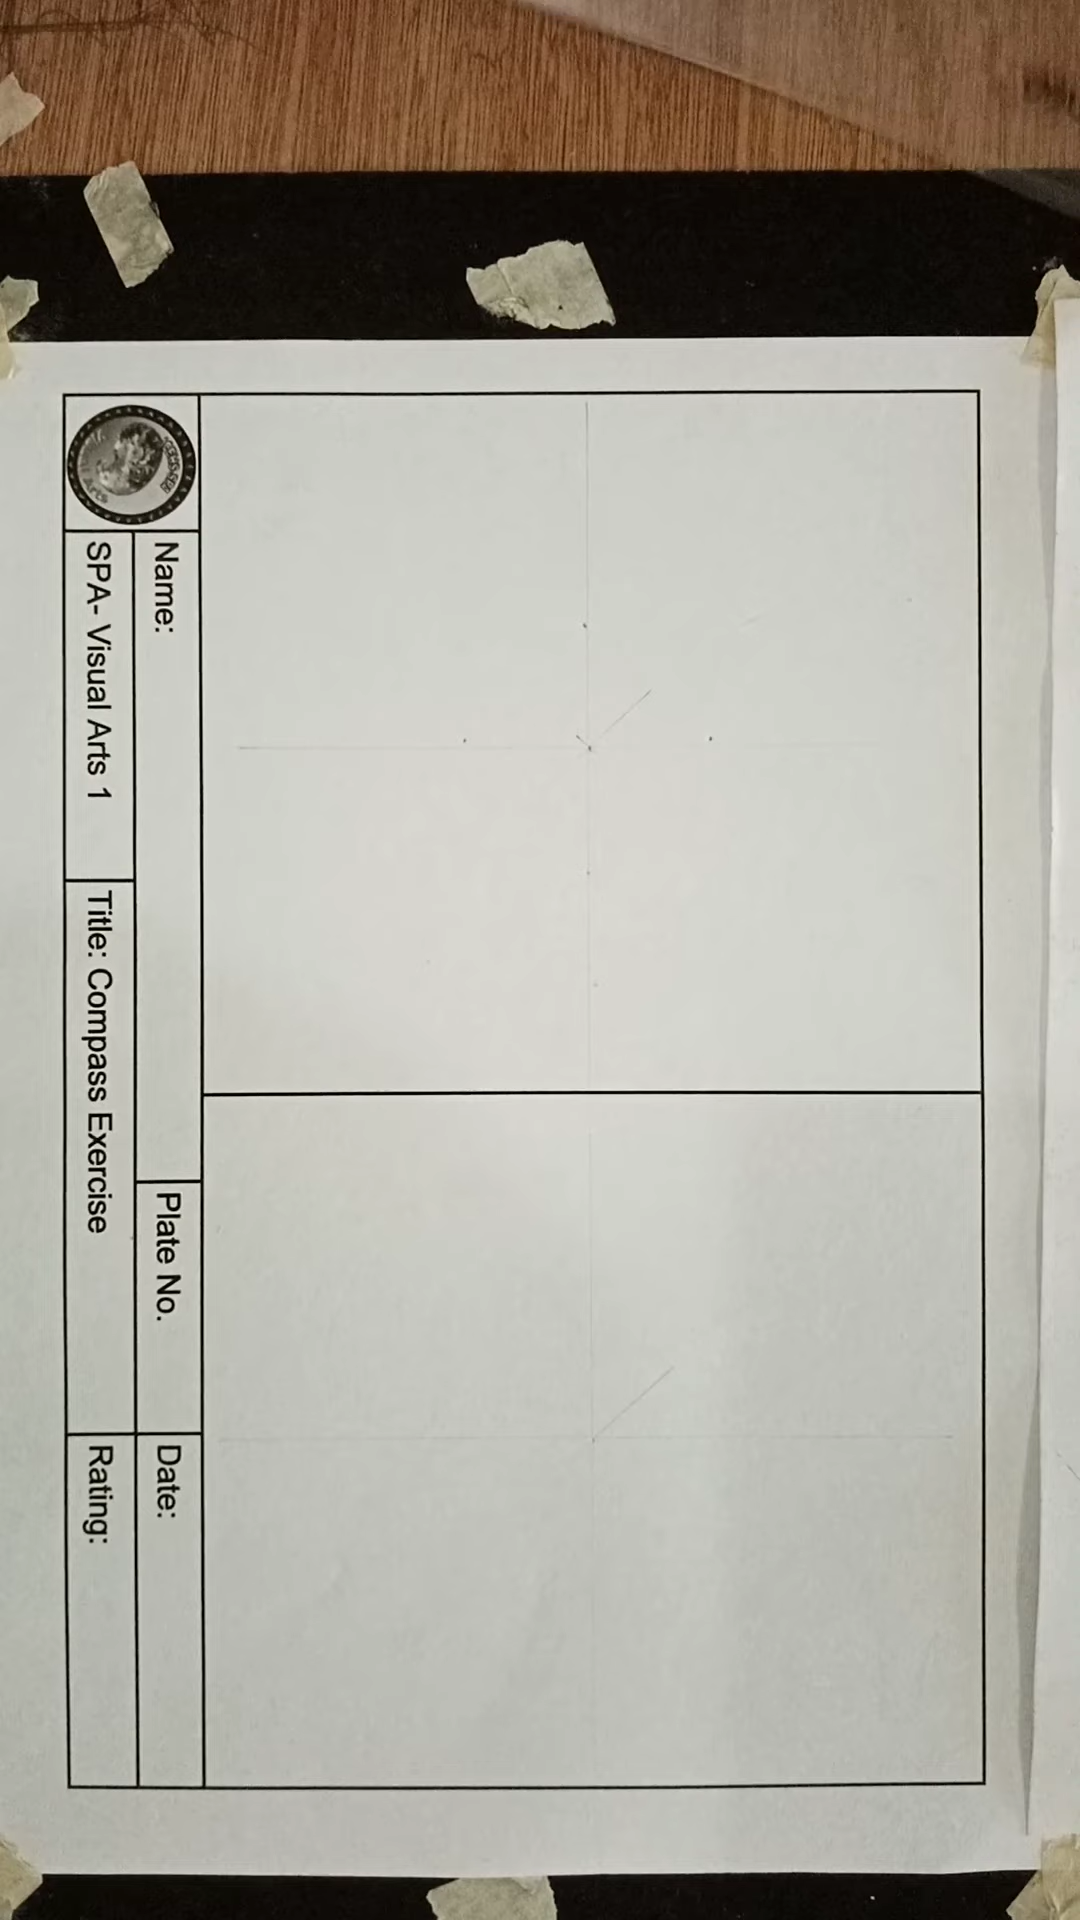 Name:
Plate No.
Date:
SPA- Visual Arts 1
Title: Compass Exercise
Rating: